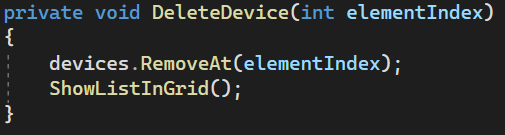 private void DeleteDevice(int elementIndex)
{
    devices.RemoveAt(elementIndex);
    ShowListInGrid();
}